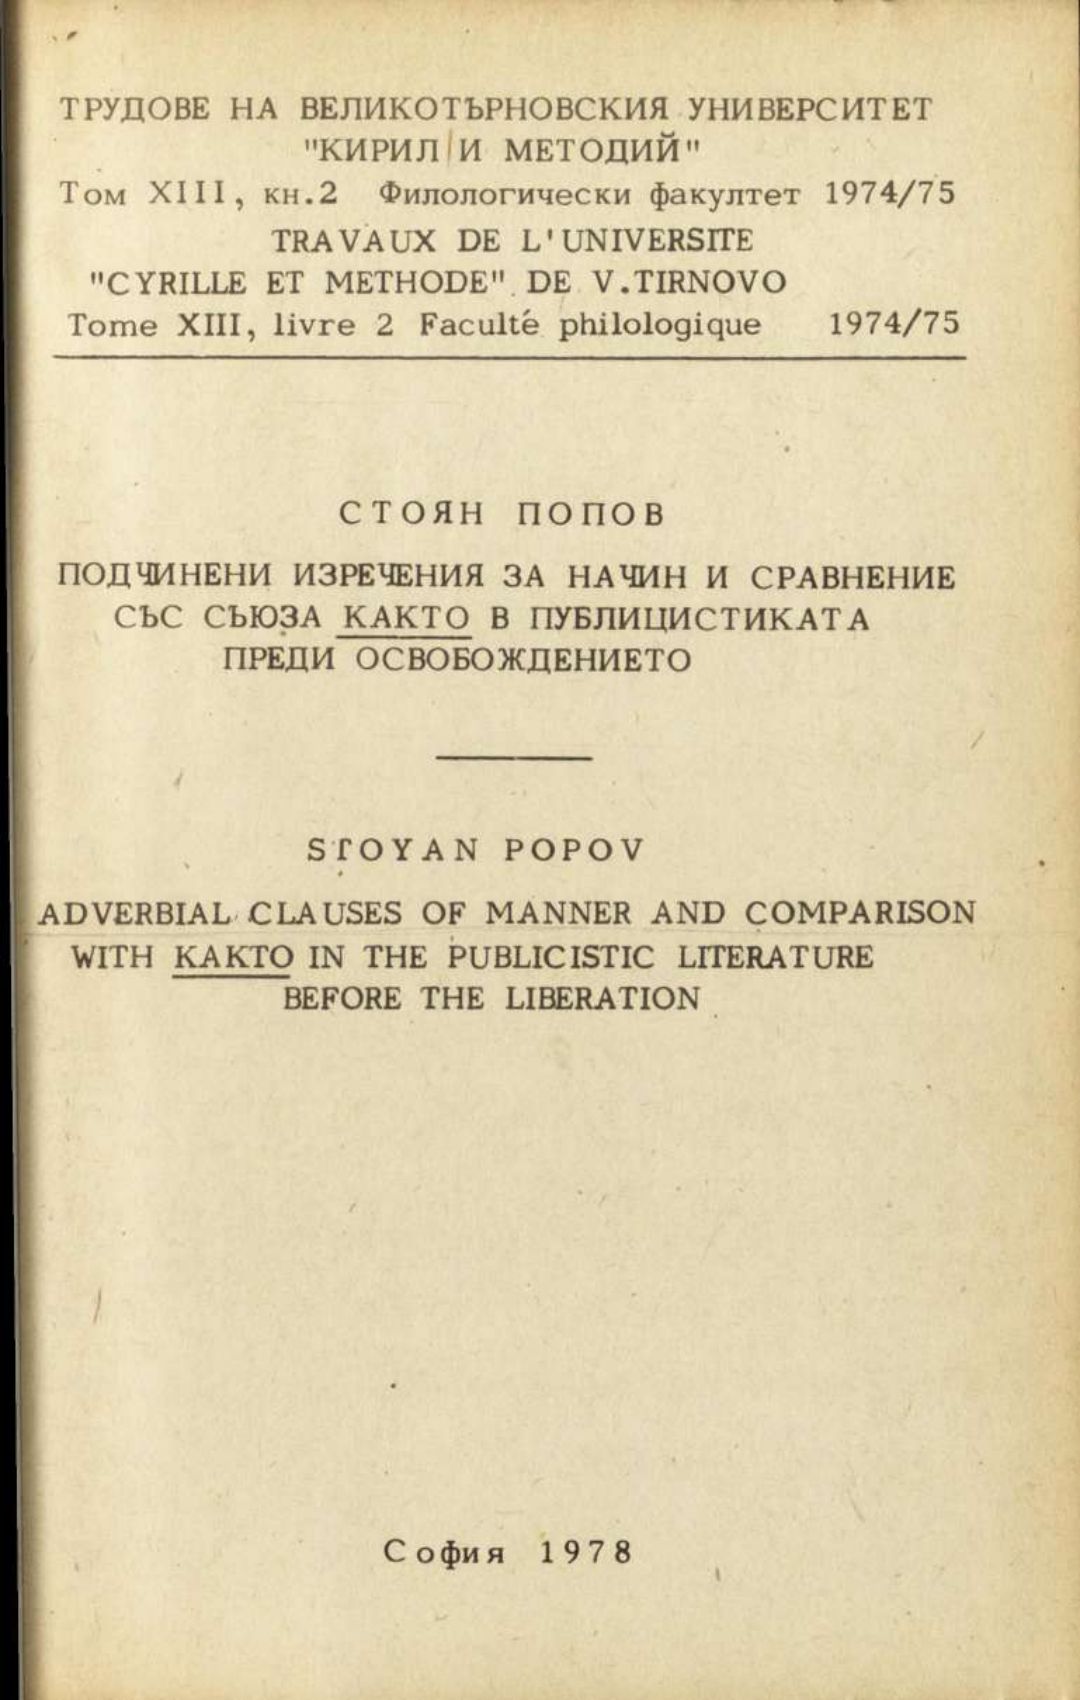 ТРУДОВЕ НА ВЕЛИКОТЪРНОВСКИЯ УНИВЕРСИТЕТ
"КИРИЛ И МЕТОДИЙ"
Том XIII, кн.2 Филологически факултет 1974/75
TRAVAUX DE L'UNIVERSITE
"CYRILLE ET METHODE" DE V.TIRNOVO
Tome XIII, livre 2 Faculté philologique 1974/75
СТОЯН ПОПОВ
ПОДЧИНЕНИ ИЗРЕЧЕНИЯ ЗА НАЧИН И СРАВНЕНИЕ
СЪС СЪЮЗА КАКТО В ПУБЛИЦИСТИКАТА
ПРЕДИ ОСВОБОЖДЕНИЕТО
STOYAN POPOV
ADVERBIAL CLAUSES OF MANNER AND COMPARISON
WITH KAKTO IN THE PUBLICISTIC LITERATURE
BEFORE THE LIBERATION
София 1978